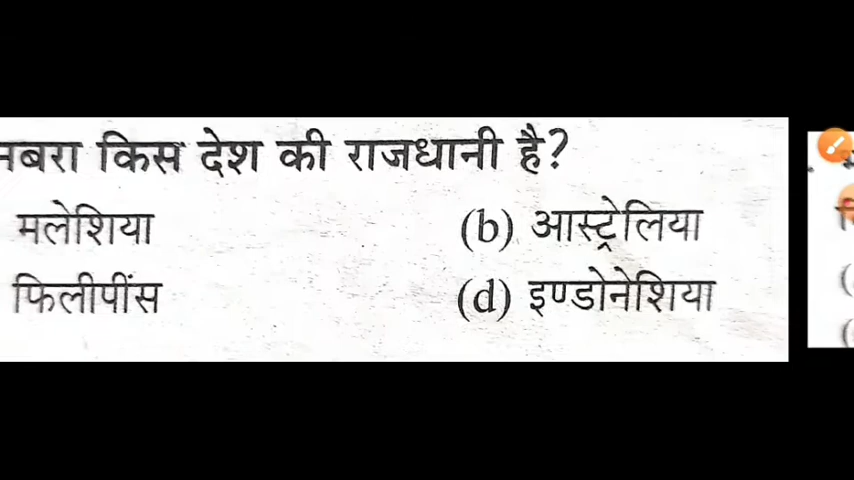 नबरा किस देश की राजधानी है?
मलेशिया (b) आस्ट्रेलिया
फिलीपींस (d) इण्डोनेशिया